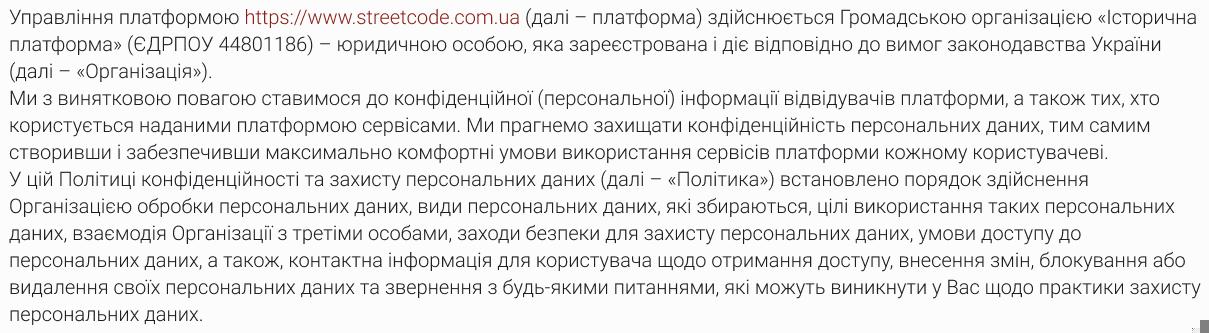 Управління платформою https://www.streetcode.com.ua (далі – платформа) здійснюється Громадською організацією «Історична
платформа» (ЄДРПОУ 44801186) – юридичною особою, яка зареєстрована і діє відповідно до вимог законодавства України
(далі – «Організація»).
Ми з винятковою повагою ставимося до конфіденційної (персональної) інформації відвідувачів платформи, а також тих, хто
користується наданими платформою сервісами. Ми прагнемо захищати конфіденційність персональних даних, тим самим
створивши і забезпечивши максимально комфортні умови використання сервісів платформи кожному користувачеві.
У цій Політиці конфіденційності та захисту персональних даних (далі – «Політика») встановлено порядок здійснення
Організацією обробки персональних даних, види персональних даних, які збираються, цілі використання таких персональних
даних, взаємодія Організації з третіми особами, заходи безпеки для захисту персональних даних, умови доступу до
персональних даних, а також, контактна інформація для користувача щодо отримання доступу, внесення змін, блокування або
видалення своїх персональних даних та звернення з будь-якими питаннями, які можуть виникнути у Вас щодо практики захисту
персональних даних.